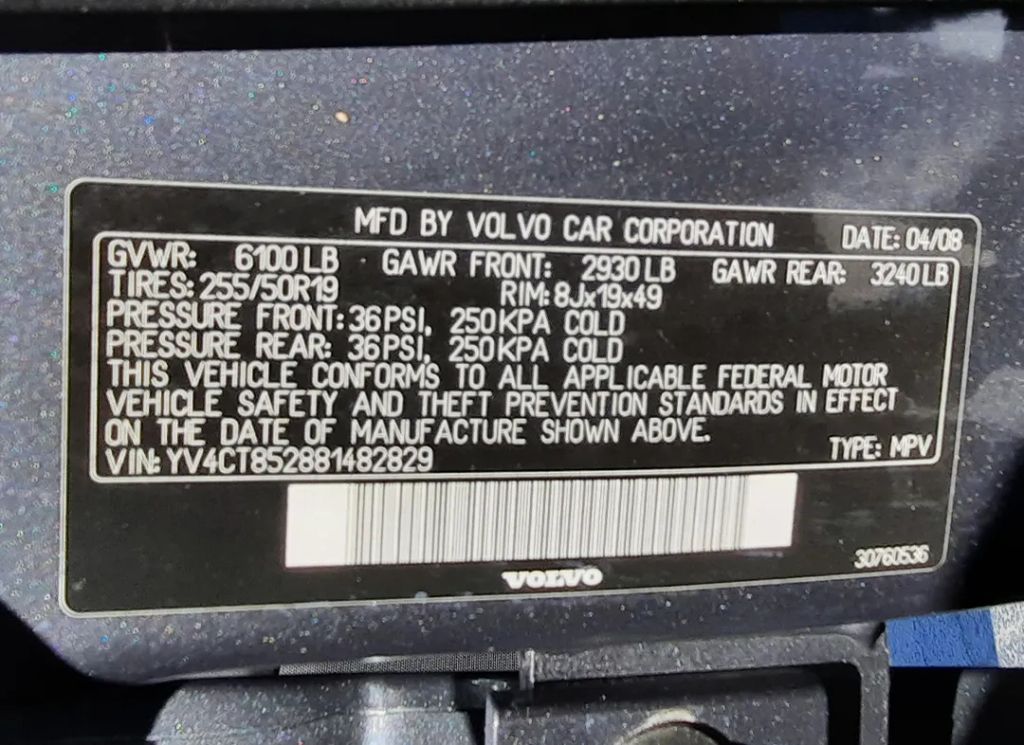 MFD BY VOLVO CAR CORPORATION DATE: 04/08
GVWR: 6100 LB GAWR FRONT: 2930 LB GAWR REAR: 3240 LB
TIRES: 255/50R19 RIM: 8Jx19x49
PRESSURE FRONT: 36 PSI, 250 KPA COLD
PRESSURE REAR: 36 PSI, 250 KPA COLD
THIS VEHICLE CONFORMS TO ALL APPLICABLE FEDERAL MOTOR
VEHICLE SAFETY AND THEFT PREVENTION STANDARDS IN EFFECT
ON THE DATE OF MANUFACTURE SHOWN ABOVE.
VIN: YV4CT852881482829 TYPE: MPV
30760536
VOLVO